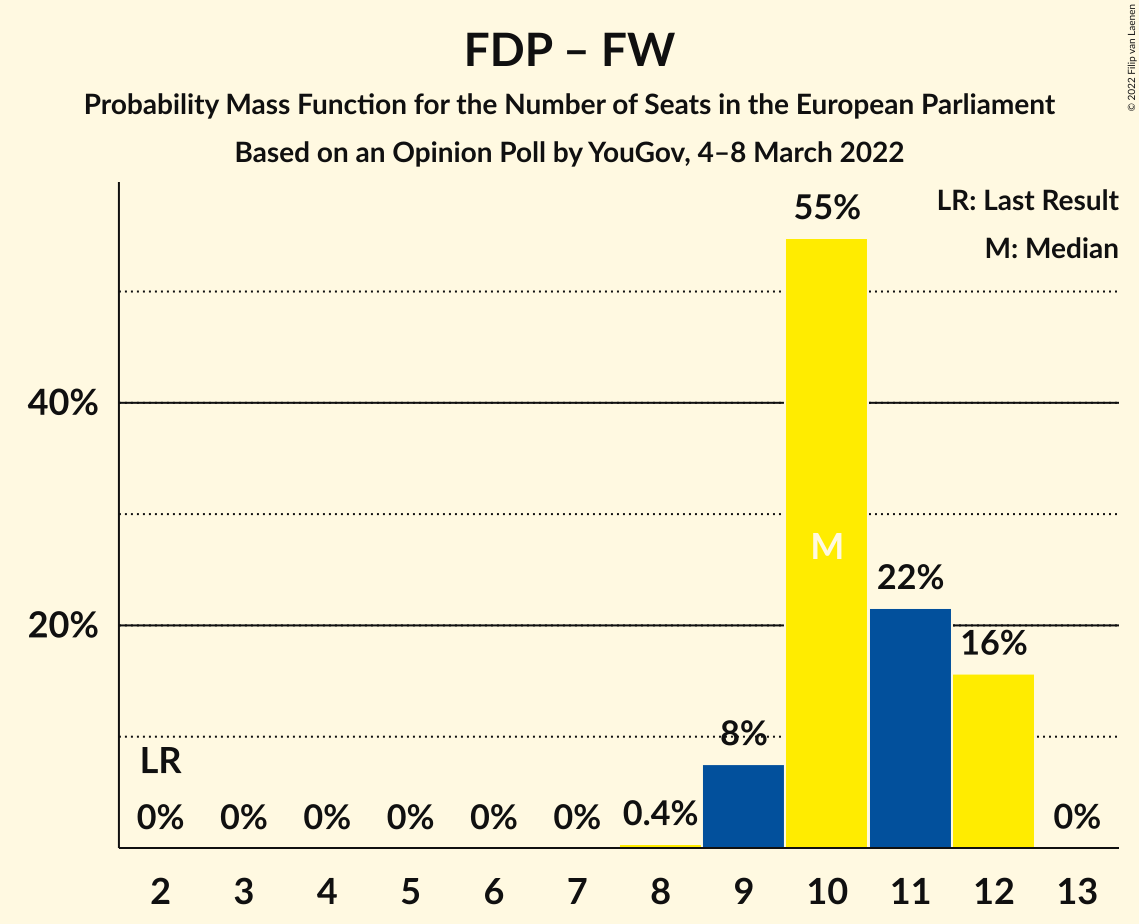 FDP – FW
Probability Mass Function for the Number of Seats in the European Parliament
Based on an Opinion Poll by YouGov, 4–8 March 2022
© 2022 Filip van Laenen
LR: Last Result
M: Median
55%
40%
M
22%
20%
16%
8%
LR
0% 0% 0% 0% 0% 0% 0.4% 0%
2 3 4 5 6 7 8 9 10 11 12 13